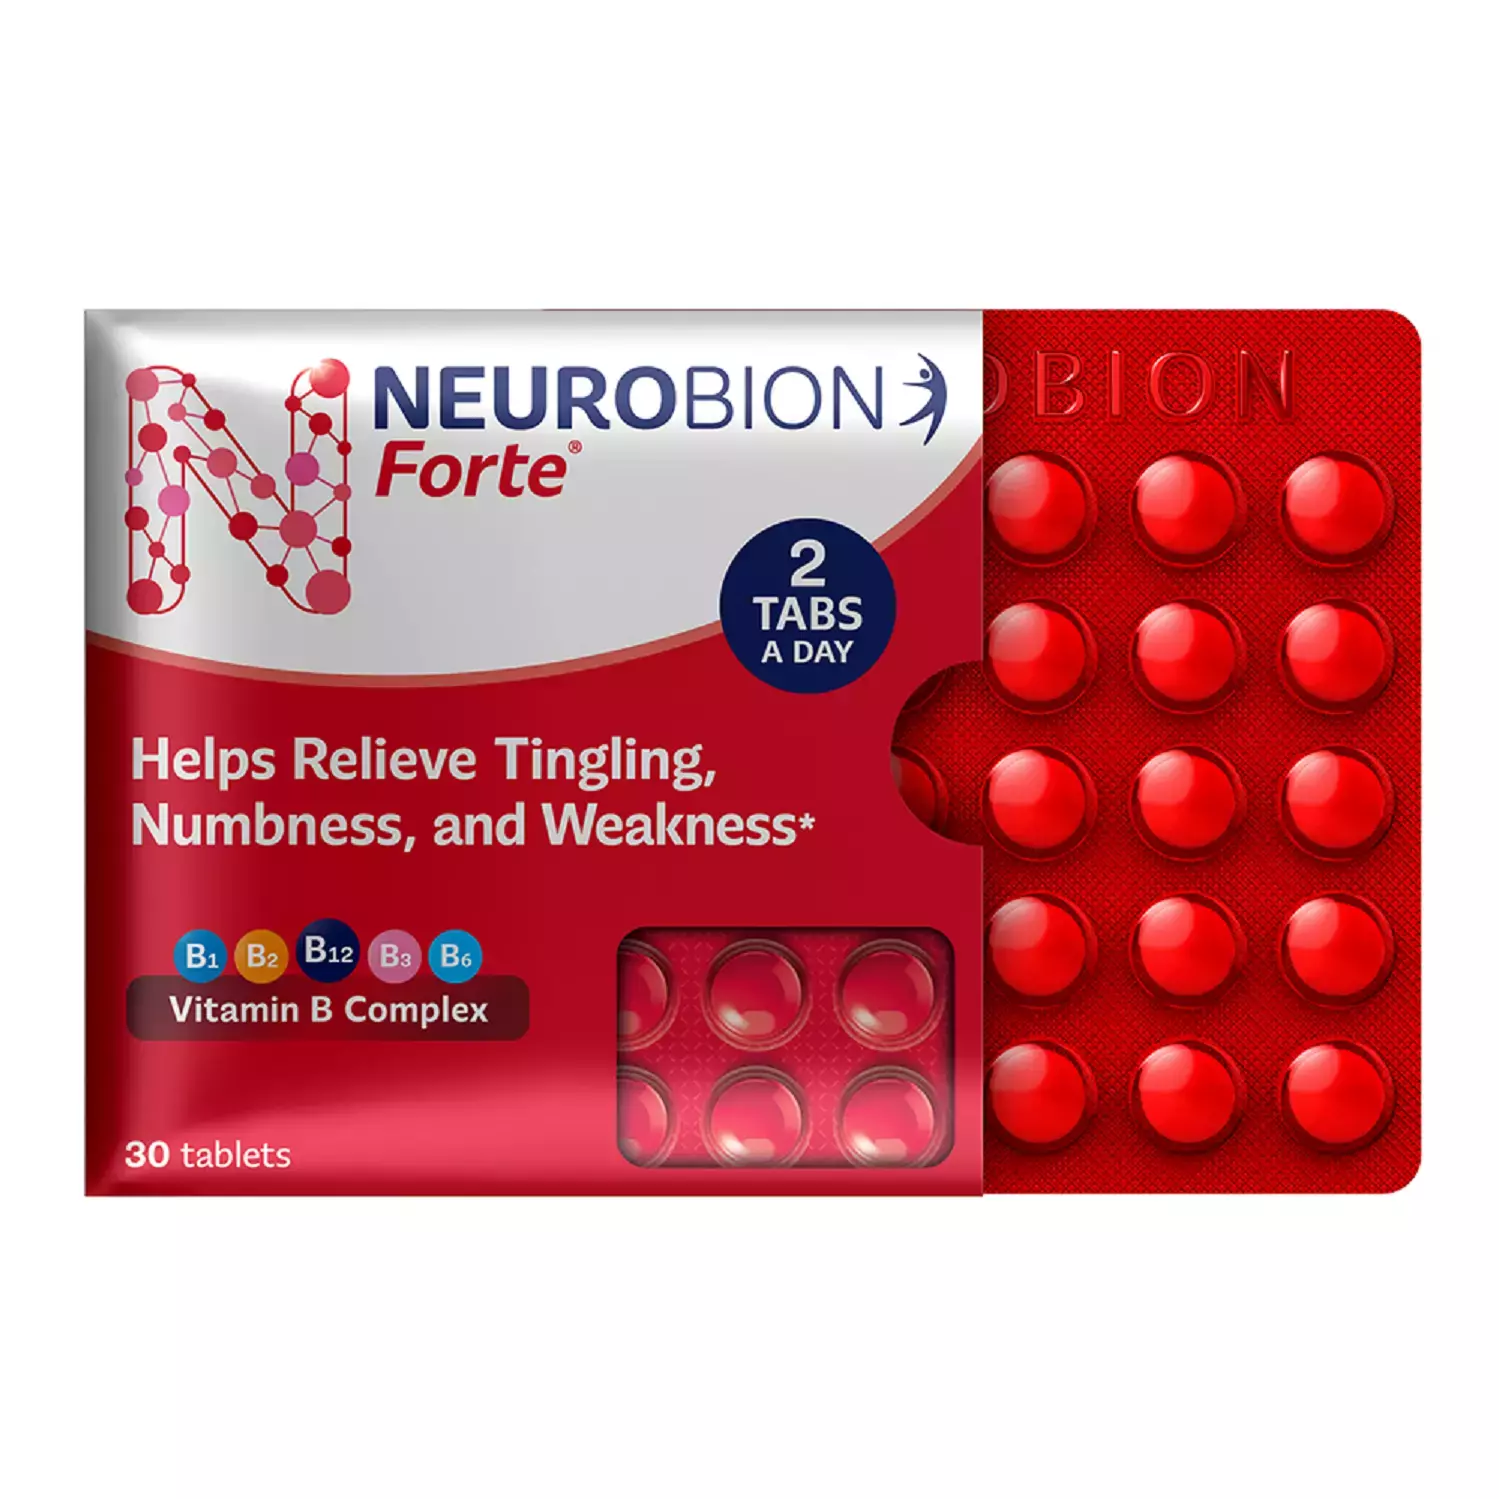 NEUROBION
Forte®
OBION
2
TABS
A DAY
Helps Relieve Tingling,
Numbness, and Weakness*
B1 B2 B12 B3 B6
Vitamin B Complex
30 tablets